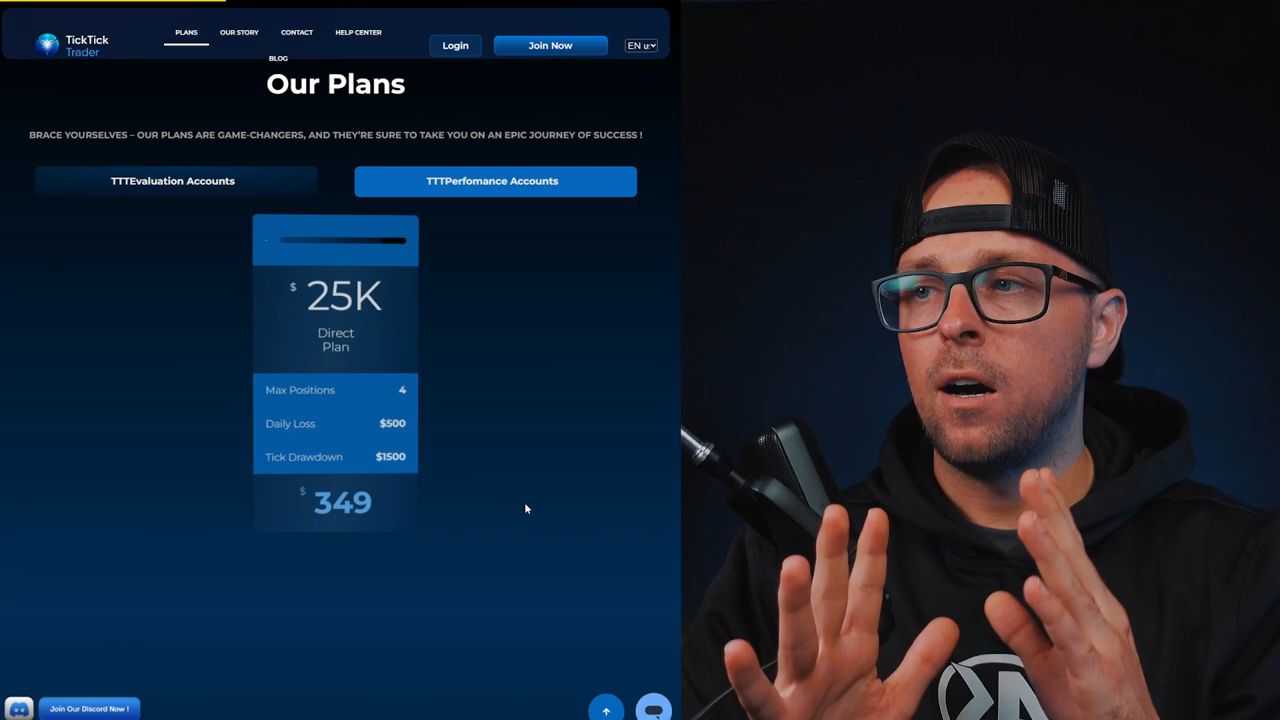 TickTick
Trader
PLANS
OUR STORY
CONTACT
HELP CENTER
BLOG
Login
Join Now
EN
Our Plans
BRACE YOURSELVES – OUR PLANS ARE GAME-CHANGERS, AND THEY'RE SURE TO TAKE YOU ON AN EPIC JOURNEY OF SUCCESS !
TTTEvaluation Accounts
TTTPerfomance Accounts
$ 25K
Direct
Plan
Max Positions 4
Daily Loss $500
Tick Drawdown $1500
$ 349
Join Our Discord Now !